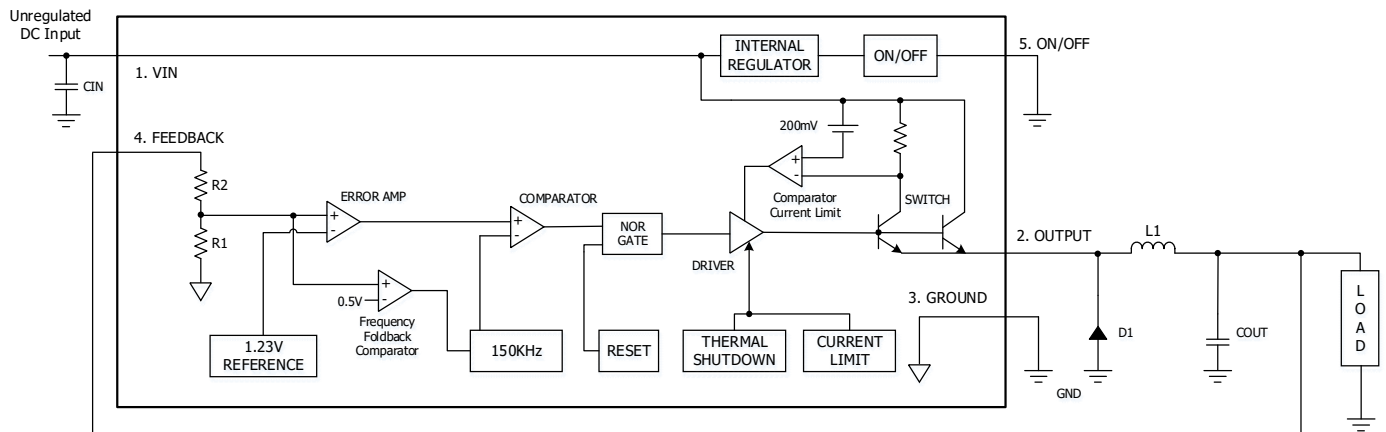 Unregulated
DC Input
CIN
1. VIN
INTERNAL
REGULATOR
ON/OFF
5. ON/OFF
4. FEEDBACK
R2
R1
ERROR AMP
+
-
COMPARATOR
+
-
NOR
GATE
DRIVER
200mV
+
-
Comparator
Current Limit
SWITCH
2. OUTPUT
L1
3. GROUND
0.5V
+
-
Frequency
Foldback
Comparator
1.23V
REFERENCE
150KHz
RESET
THERMAL
SHUTDOWN
CURRENT
LIMIT
GND
D1
COUT
L
O
A
D